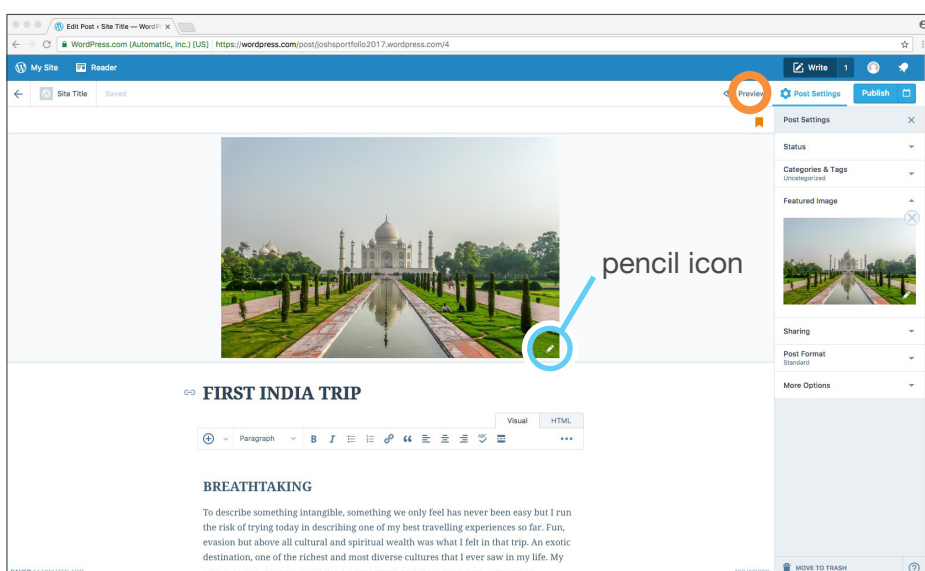 Edit Post ‹ Site Title — WordPr
WordPress.com (Automattic, Inc.) [US] https://wordpress.com/post/joshsportfolio2017.wordpress.com/4
My Site Reader Write 1
Site Title Saved Preview Post Settings Publish
Post Settings
Status
Categories & Tags
Uncategorized
Featured Image
pencil icon
Sharing
Post Format
Standard
More Options
FIRST INDIA TRIP
Visual HTML
Paragraph B I ABC
BREATHTAKING
To describe something intangible, something we only feel has never been easy but I run
the risk of trying today in describing one of my best travelling experiences so far. Fun,
evasion but above all cultural and spiritual wealth was what I felt in that trip. An exotic
destination, one of the richest and most diverse cultures that I ever saw in my life. My
MOVE TO TRASH